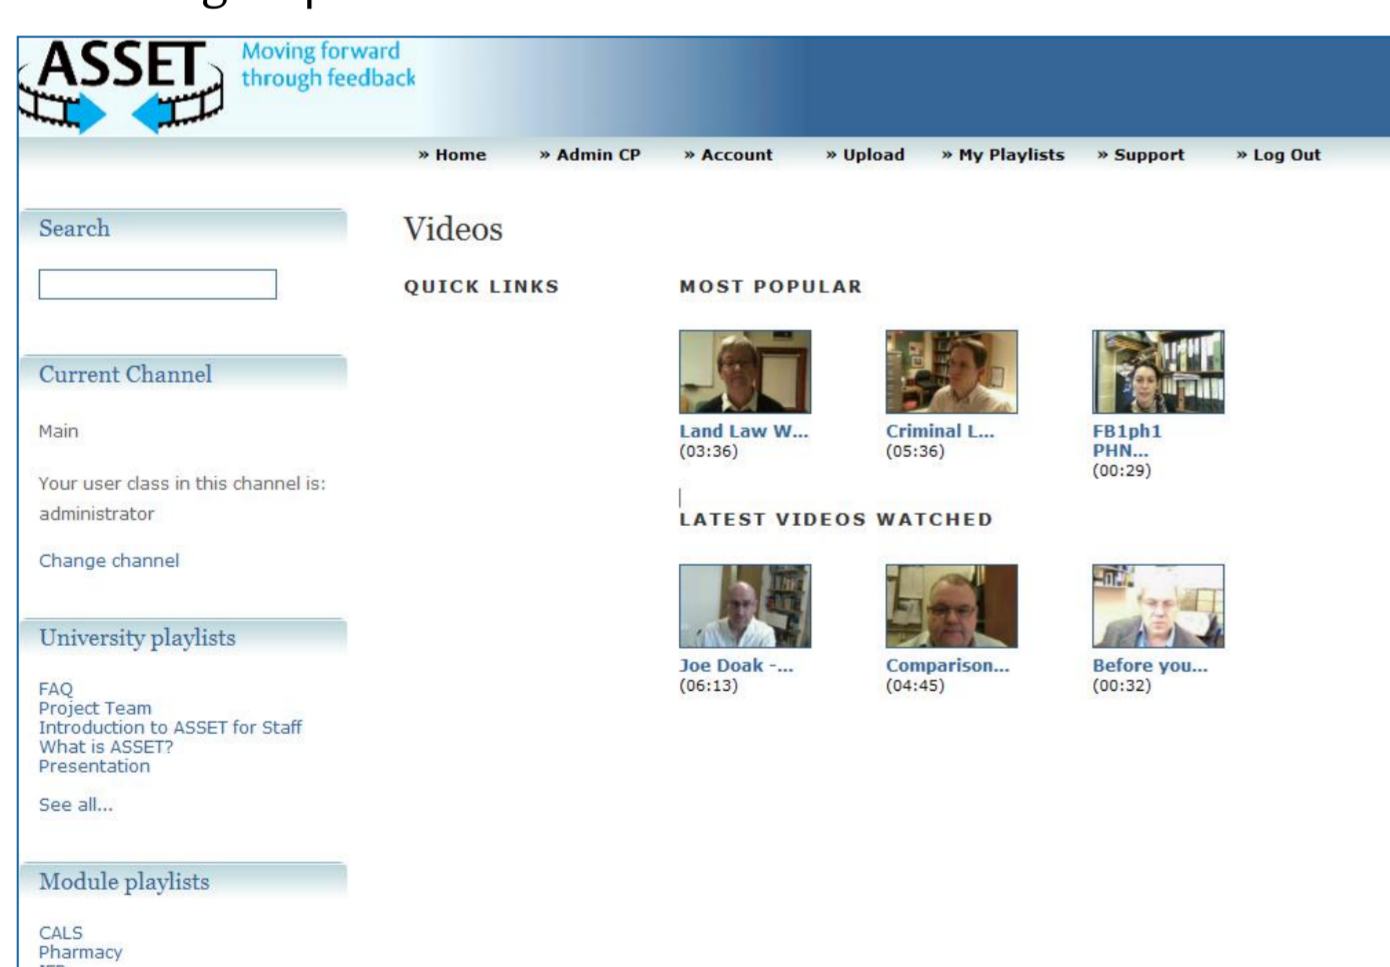 ASSET
Moving forward
through feedback
» Home » Admin CP » Account » Upload » My Playlists » Support » Log Out
Search
Current Channel
Main
Your user class in this channel is:
administrator
Change channel
University playlists
FAQ
Project Team
Introduction to ASSET for Staff
What is ASSET?
Presentation
See all...
Module playlists
CALS
Pharmacy
Videos
QUICK LINKS
MOST POPULAR
Land Law W... Criminal L... FB1ph1
PHN...
(03:36) (05:36) (00:29)
LATEST VIDEOS WATCHED
Joe Doak -... Comparison... Before you...
(06:13) (04:45) (00:32)